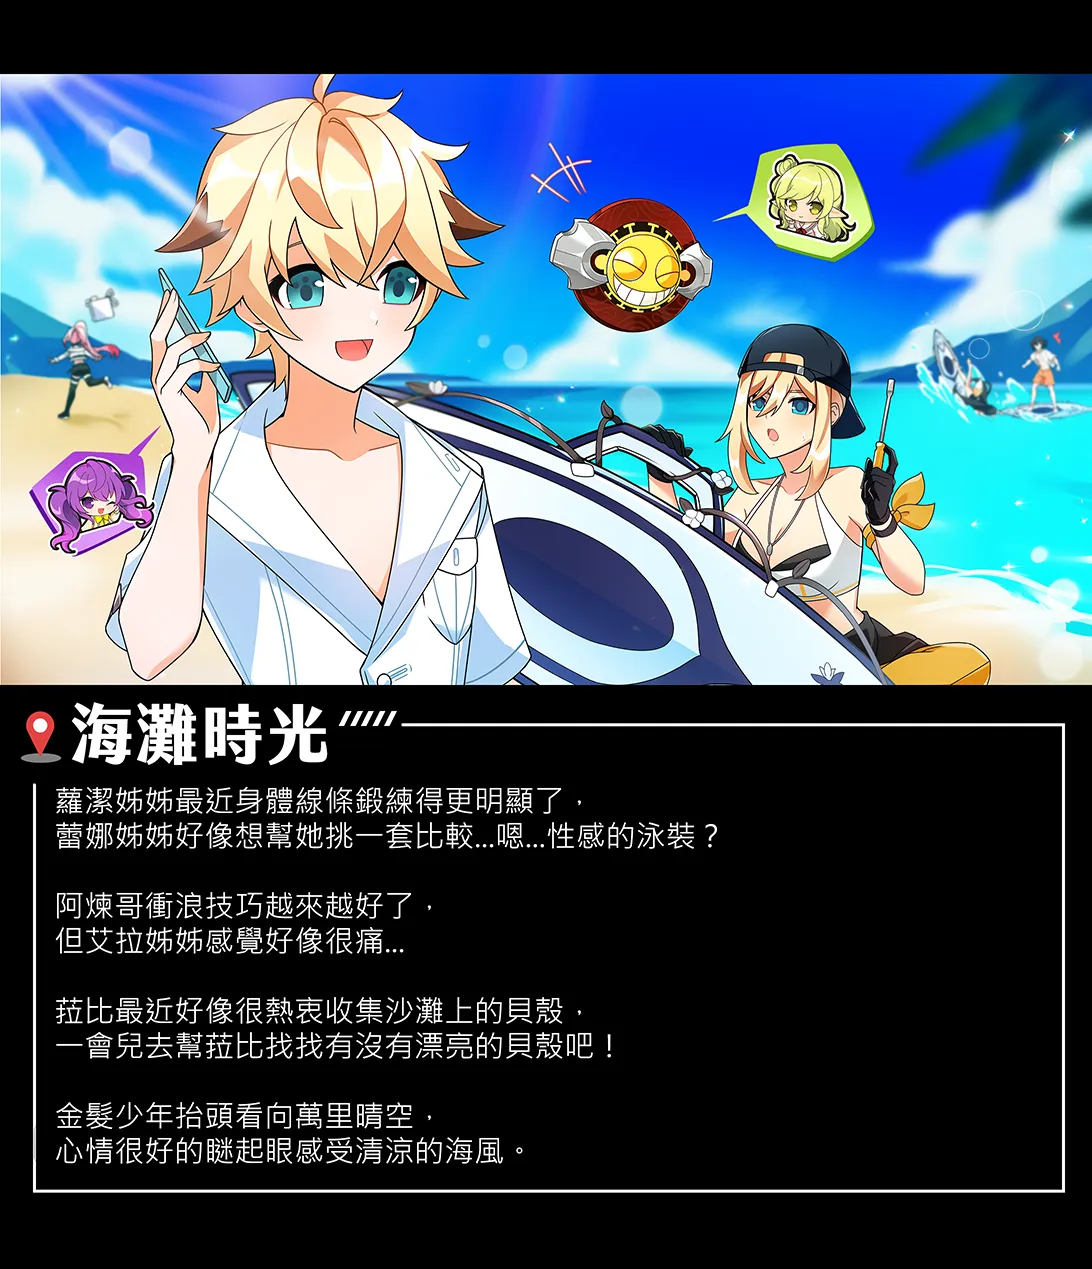 海灘時光
蘿潔姊姊最近身體線條鍛練得更明顯了，
蕾娜姊姊好像想幫她挑一套比較...嗯...性感的泳裝？
阿煉哥衝浪技巧越來越好了，
但艾拉姊姊感覺好像很痛...
菈比最近好像很熱衷收集沙灘上的貝殼，
一會兒去幫菈比找找有沒有漂亮的貝殼吧！
金髮少年抬頭看向萬里晴空，
心情很好的瞇起眼感受清涼的海風。